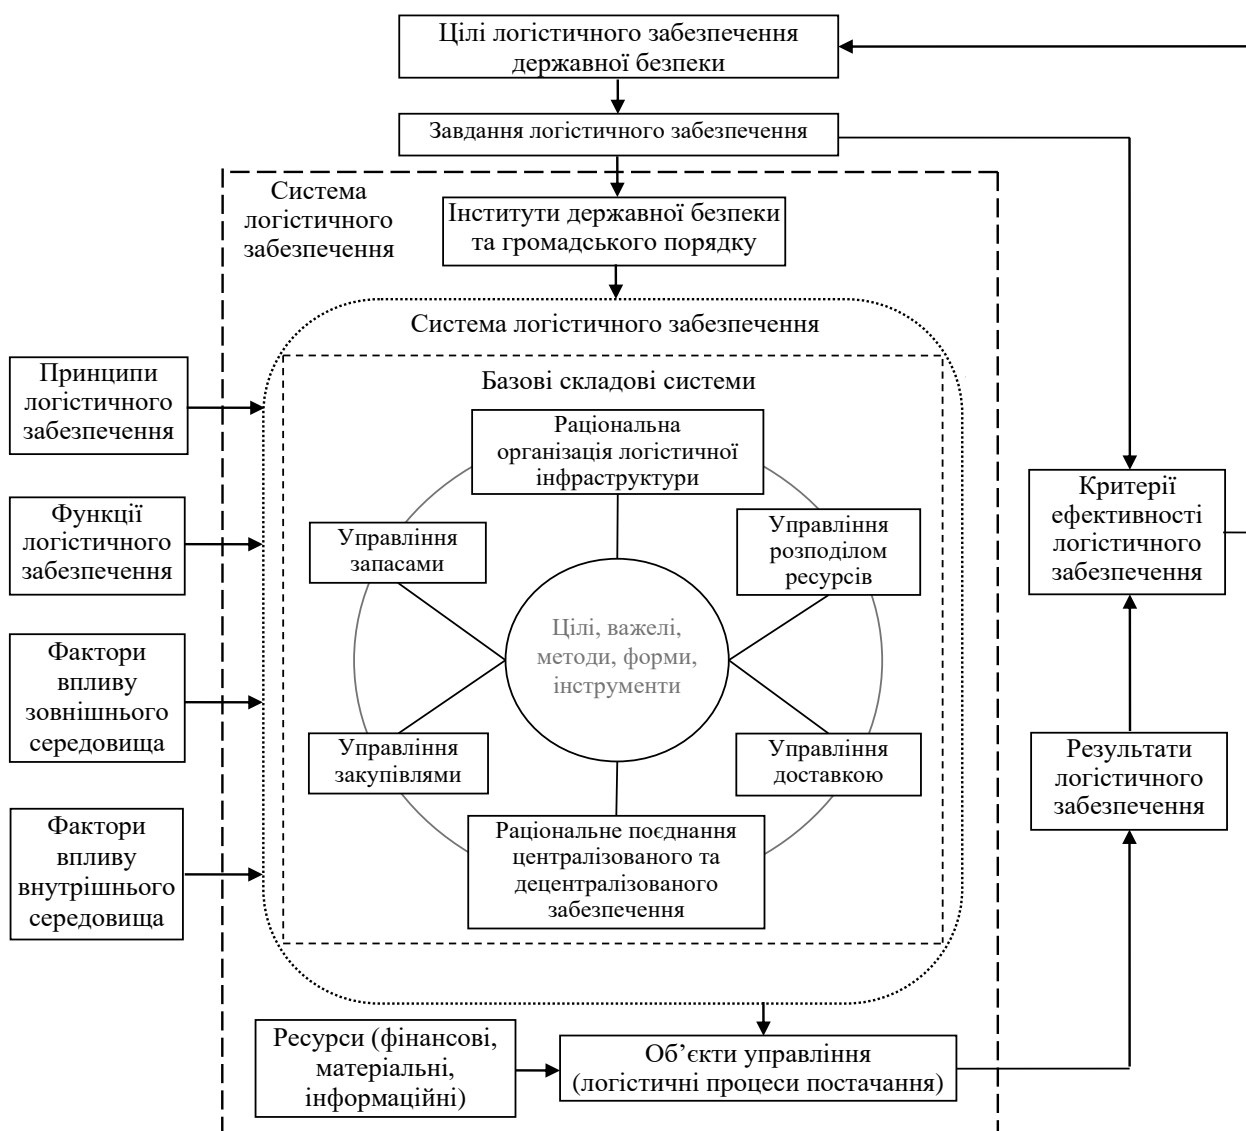 Цілі логістичного забезпечення
державної безпеки
Завдання логістичного забезпечення
Система
логістичного
забезпечення
Інститути державної безпеки
та громадського порядку
Система логістичного забезпечення
Базові складові системи
Принципи
логістичного
забезпечення
Функції
логістичного
забезпечення
Фактори
впливу
зовнішнього
середовища
Фактори
впливу
внутрішнього
середовища
Раціональна
організація логістичної
інфраструктури
Управління
запасами
Управління
розподілом
ресурсів
Цілі, важелі,
методи, форми,
інструменти
Управління
закупівлями
Управління
доставкою
Раціональне поєднання
централізованого та
децентралізованого
забезпечення
Критерії
ефективності
логістичного
забезпечення
Результати
логістичного
забезпечення
Ресурси (фінансові,
матеріальні,
інформаційні)
Об’єкти управління
(логістичні процеси постачання)